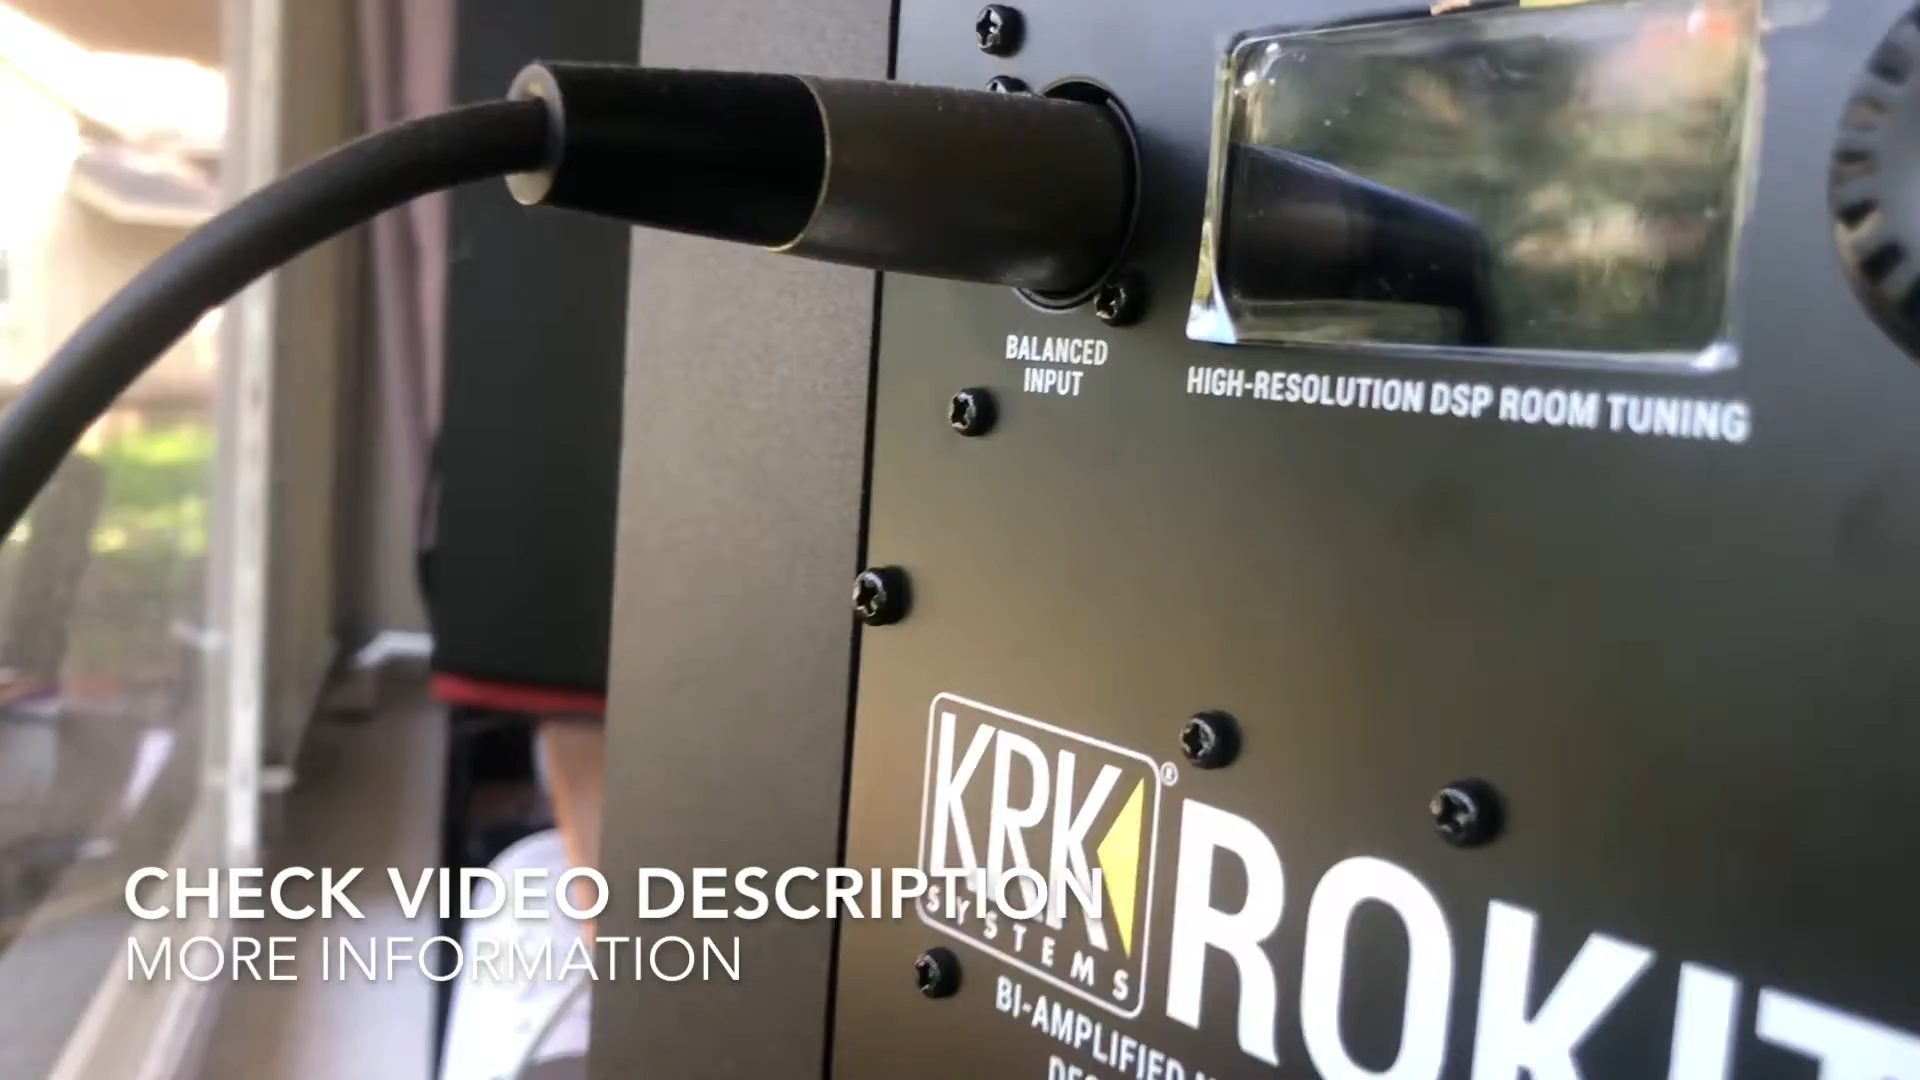 BALANCED
INPUT
HIGH-RESOLUTION DSP ROOM TUNING
KRK®
SYSTEMS
ROKIT
BI-AMPLIFIED
CHECK VIDEO DESCRIPTION
MORE INFORMATION